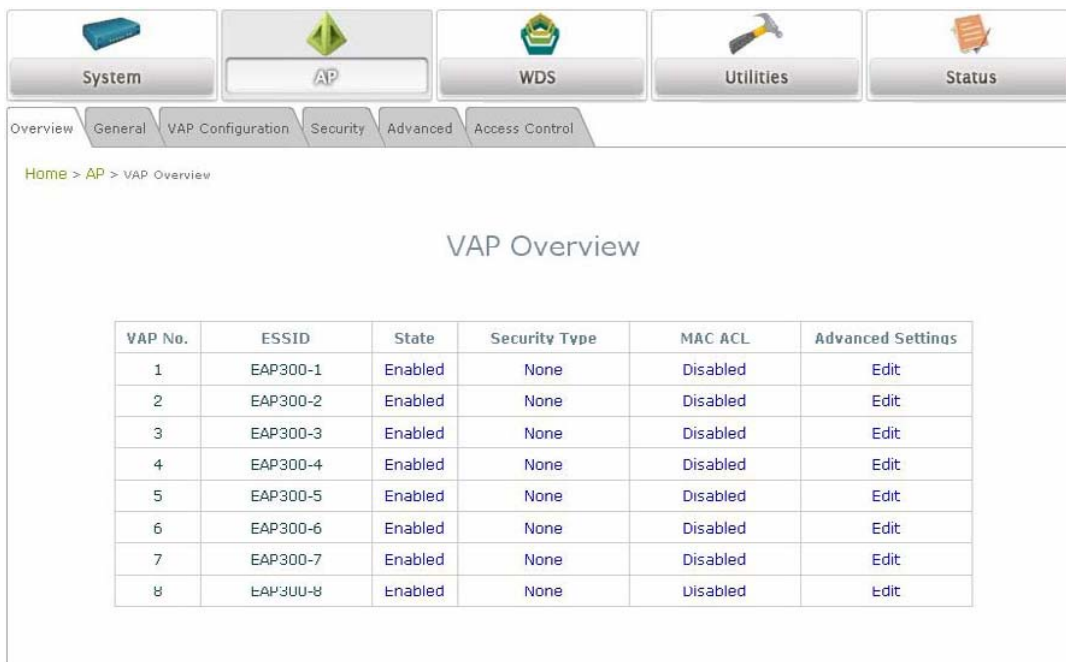 System AP WDS Utilities Status
Overview General VAP Configuration Security Advanced Access Control
Home > AP > VAP Overview
VAP Overview
VAP No. ESSID State Security Type MAC ACL Advanced Settings
1 EAP300-1 Enabled None Disabled Edit
2 EAP300-2 Enabled None Disabled Edit
3 EAP300-3 Enabled None Disabled Edit
4 EAP300-4 Enabled None Disabled Edit
5 EAP300-5 Enabled None Disabled Edit
6 EAP300-6 Enabled None Disabled Edit
7 EAP300-7 Enabled None Disabled Edit
8 EAP300-8 Enabled None Disabled Edit